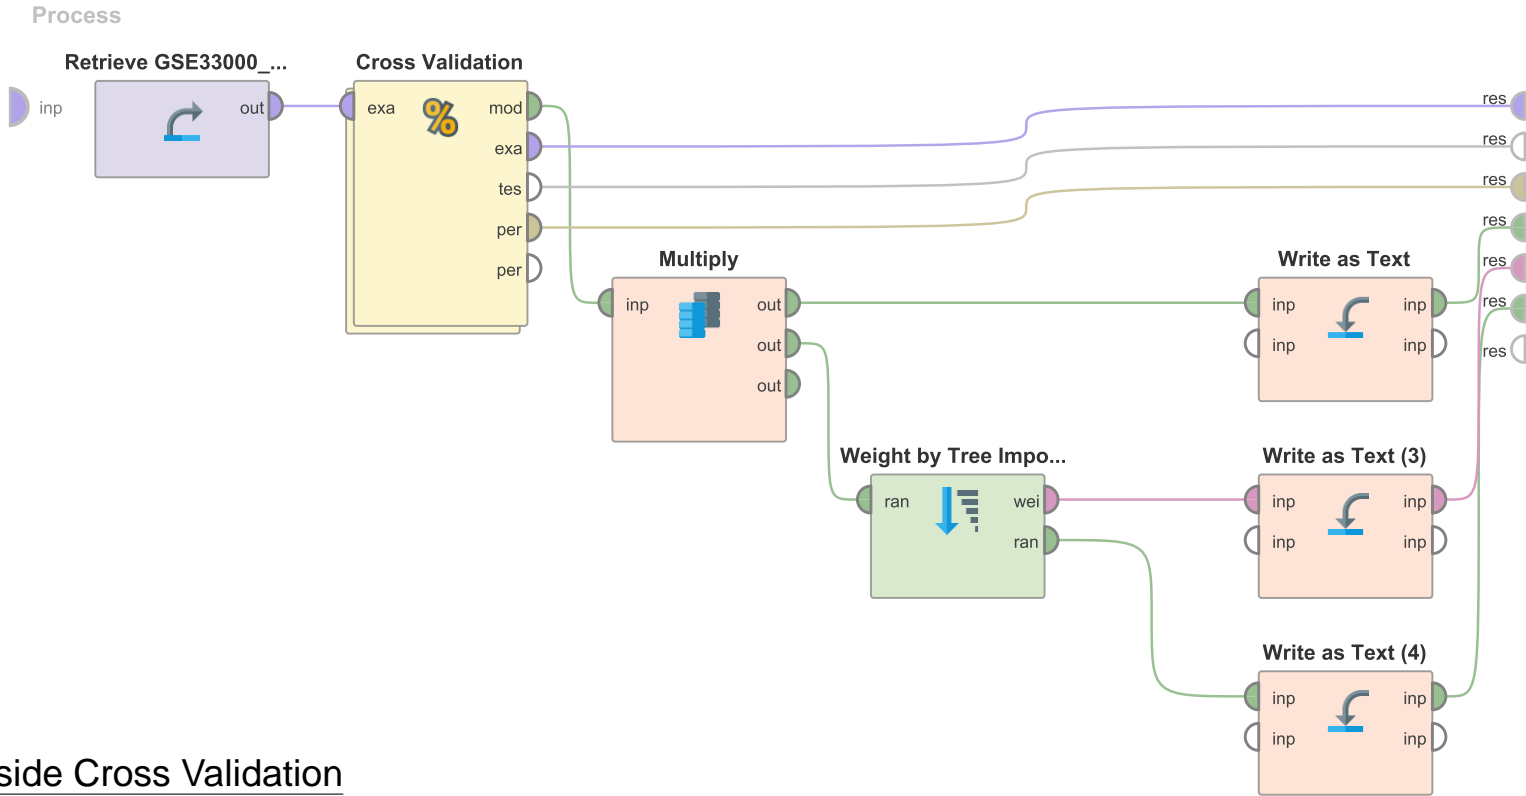 Process
Retrieve GSE33000_...
Cross Validation
inp
out
exa
mod
exa
tes
per
per
res
res
res
res
res
res
res
Multiply
inp
out
out
out
Write as Text
inp
inp
inp
inp
Weight by Tree Impo...
ran
wei
ran
Write as Text (3)
inp
inp
inp
inp
Write as Text (4)
inp
inp
inp
inp
side Cross Validation